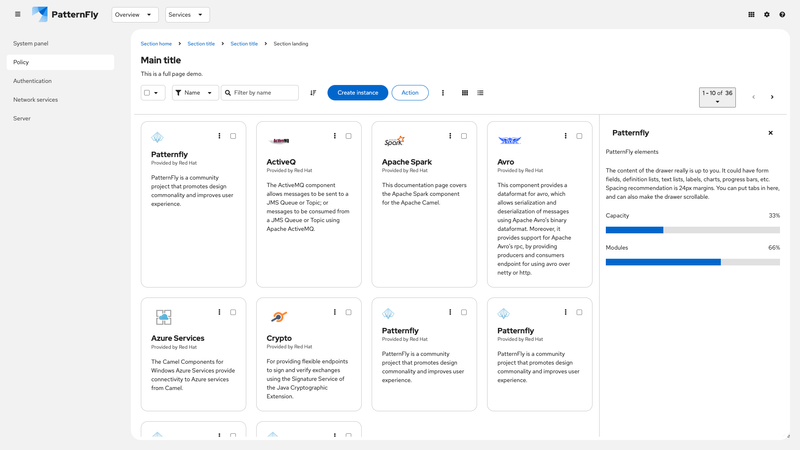 PatternFly
Overview
Services
System panel
Policy
Authentication
Network services
Server
Section home
Section title
Section title
Section landing
Main title
This is a full page demo.
Name
Filter by name
Create instance
Action
1 - 10 of 36
Patternfly
Provided by Red Hat
PatternFly is a community
project that promotes design
commonality and improves user
experience.
ActiveMQ
ActiveQ
Provided by Red Hat
The ActiveMQ component
allows messages to be sent to a
JMS Queue or Topic; or
messages to be consumed from
a JMS Queue or Topic using
Apache ActiveMQ.
Spark
Apache Spark
Provided by Red Hat
This documentation page covers
the Apache Spark component
for the Apache Camel.
Avro
Provided by Red Hat
This component provides a
dataformat for avro, which
allows serialization and
deserialization of messages
using Apache Avro's binary
dataformat. Moreover, it
provides support for Apache
Avro's rpc, by providing
producers and consumers
endpoint for using avro over
netty or http.
Azure Services
Provided by Red Hat
The Camel Components for
Windows Azure Services provide
connectivity to Azure services
from Camel.
Crypto
Provided by Red Hat
For providing flexible endpoints
to sign and verify exchanges
using the Signature Service of
the Java Cryptographic
Extension.
Patternfly
Provided by Red Hat
PatternFly is a community
project that promotes design
commonality and improves user
experience.
Patternfly
Provided by Red Hat
PatternFly is a community
project that promotes design
commonality and improves user
experience.
Patternfly
PatternFly elements
The content of the drawer really is up to you. It could have form
fields, definition lists, text lists, labels, charts, progress bars, etc.
Spacing recommendation is 24px margins. You can put tabs in here,
and can also make the drawer scrollable.
Capacity
33%
Modules
66%